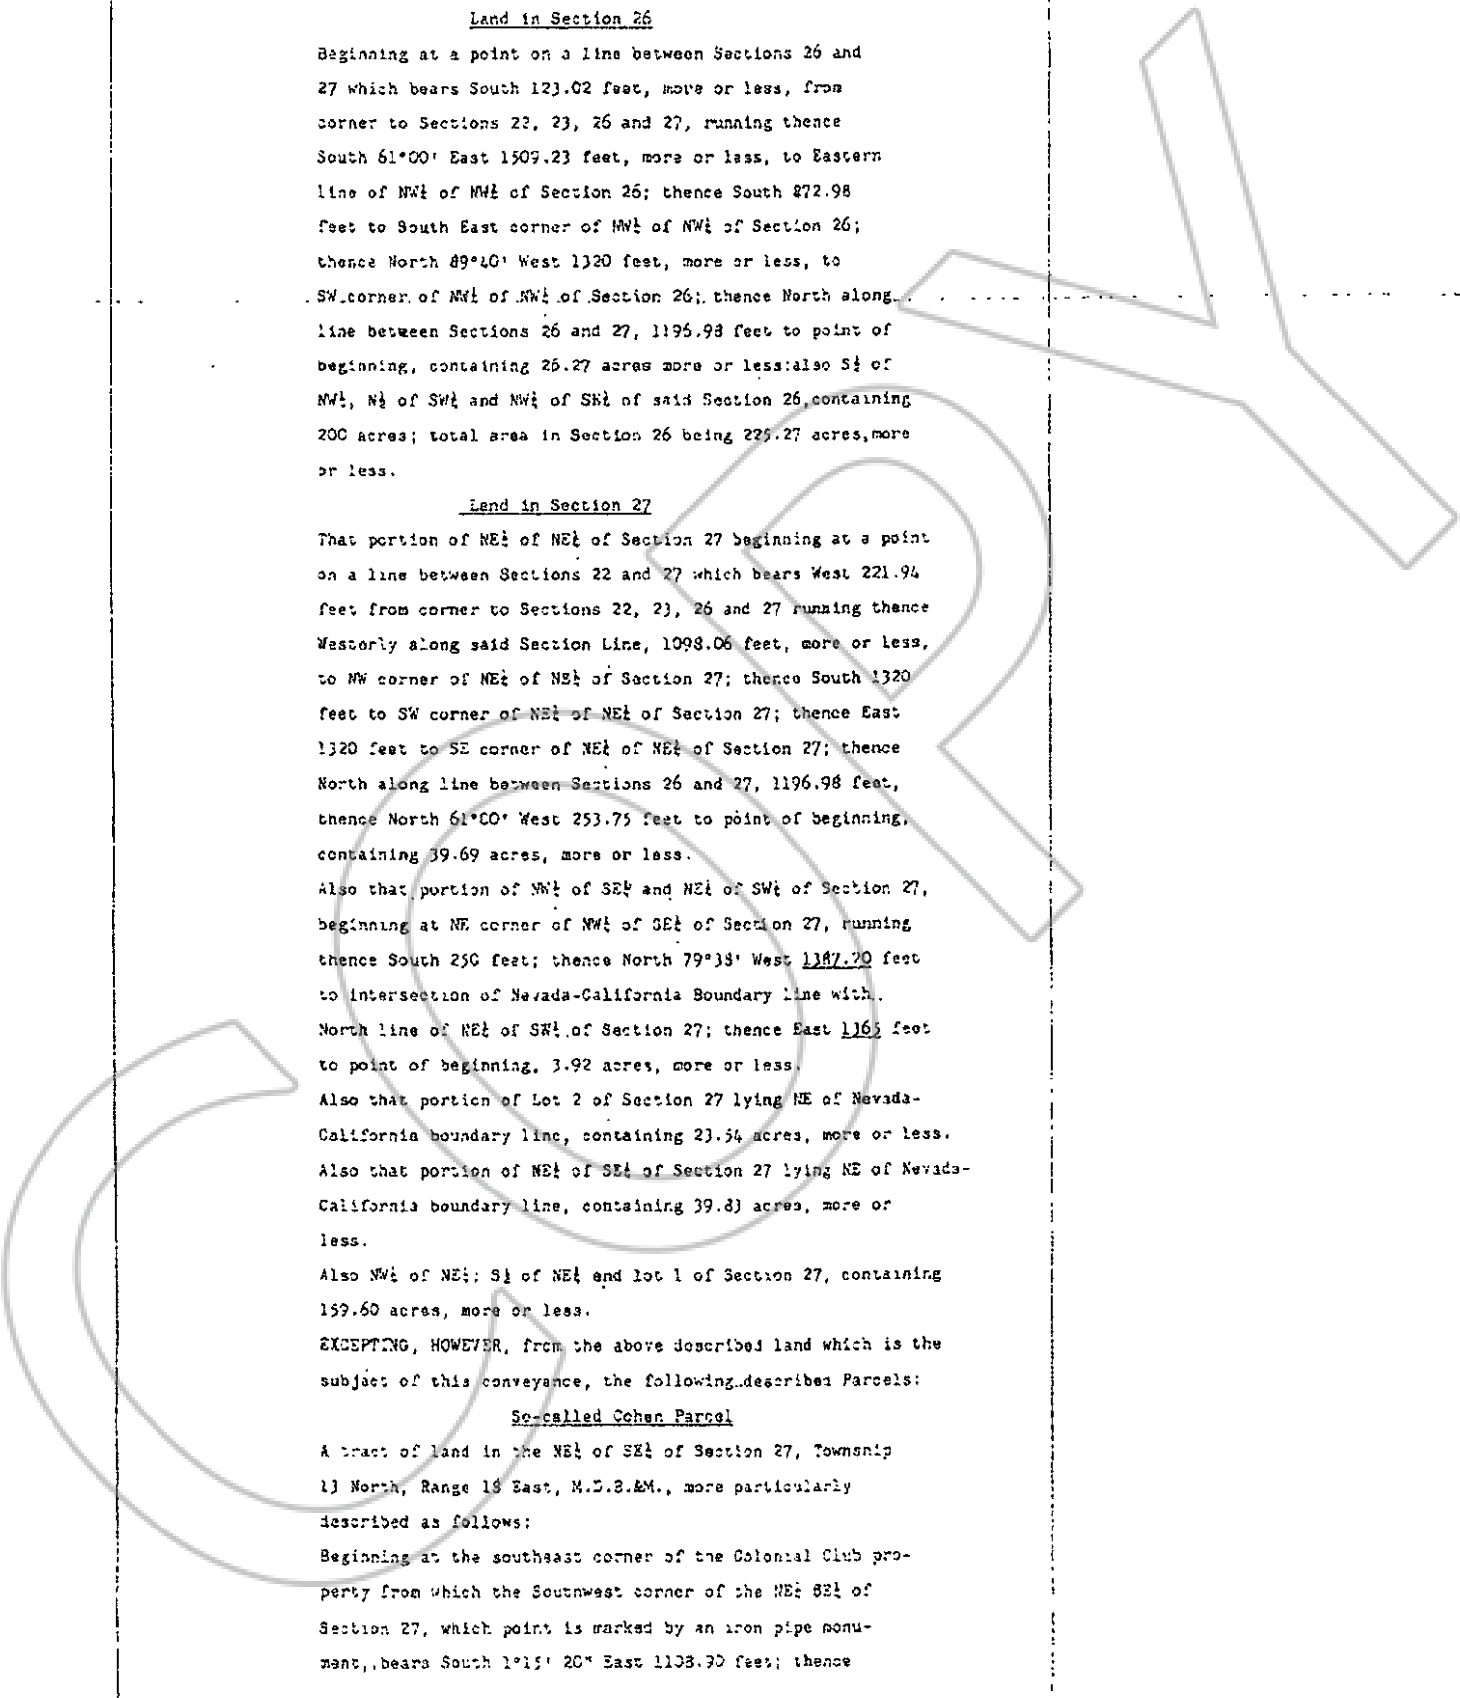 Land in Section 26
Beginning at a point on a line between Sections 26 and
27 which bears South 123.02 feet, more or less, from
corner to Sections 22, 23, 26 and 27, running thence
South 61°00' East 1509.23 feet, more or less, to Eastern
line of NW¼ of NW¼ of Section 26; thence South 872.98
feet to South East corner of NW¼ of NW¼ of Section 26;
thence North 89°40' West 1320 feet, more or less, to
SW corner of NW¼ of NW¼ of Section 26; thence North along
line between Sections 26 and 27, 1196.98 feet to point of
beginning, containing 26.27 acres more or less:also S½ of
NW¼, N½ of SW¼ and NW¼ of SE¼ of said Section 26,containing
200 acres; total area in Section 26 being 226.27 acres,more
or less.
Land in Section 27
That portion of NE¼ of NE¼ of Section 27 beginning at a point
on a line between Sections 22 and 27 which bears West 221.94
feet from corner to Sections 22, 23, 26 and 27 running thence
Westerly along said Section Line, 1098.06 feet, more or less,
to NW corner of NE¼ of NE¼ of Section 27; thence South 1320
feet to SW corner of NE¼ of NE¼ of Section 27; thence East
1320 feet to SE corner of NE¼ of NE¼ of Section 27; thence
North along line between Sections 26 and 27, 1196.98 feet,
thence North 61°00' West 253.75 feet to point of beginning,
containing 39.69 acres, more or less.
Also that portion of NW¼ of SE¼ and NE¼ of SW¼ of Section 27,
beginning at NE corner of NW¼ of SE¼ of Section 27, running
thence South 250 feet; thence North 79°38' West 1387.20 feet
to intersection of Nevada-California Boundary line with
North line of NE¼ of SW¼ of Section 27; thence East 1365 feet
to point of beginning, 3.92 acres, more or less.
Also that portion of Lot 2 of Section 27 lying NE of Nevada-
California boundary line, containing 23.54 acres, more or less.
Also that portion of NE¼ of SE¼ of Section 27 lying NE of Nevada-
California boundary line, containing 39.83 acres, more or
less.
Also NW¼ of NE¼; S½ of NE¼ and lot 1 of Section 27, containing
159.60 acres, more or less.
EXCEPTING, HOWEVER, from the above described land which is the
subject of this conveyance, the following described Parcels:
So-called Cohen Parcel
A tract of land in the NE¼ of SE¼ of Section 27, Township
13 North, Range 18 East, M.D.B.&M., more particularly
described as follows:
Beginning at the southeast corner of the Colonial Club pro-
perty from which the Southwest corner of the NE¼ SE¼ of
Section 27, which point is marked by an iron pipe monu-
ment, bears South 1°15' 20" East 1108.90 feet; thence
COPY